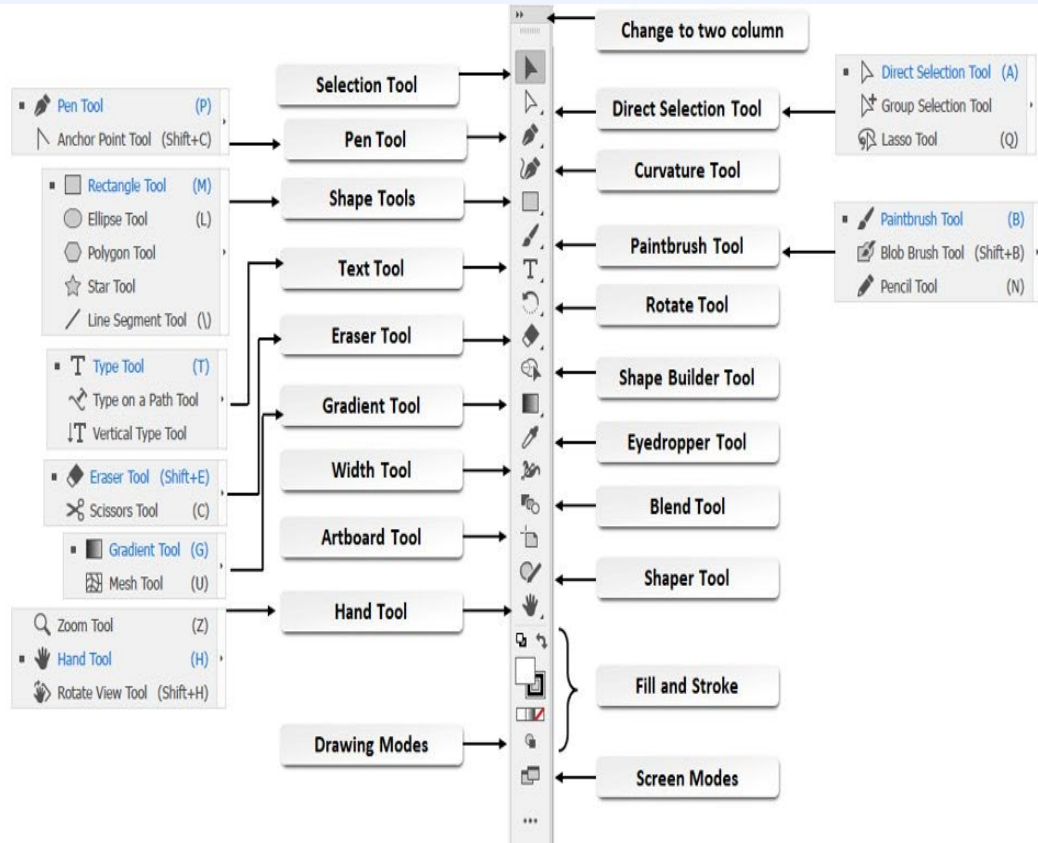 Change to two column
Selection Tool
Direct Selection Tool (A)
Group Selection Tool
Lasso Tool (Q)
Direct Selection Tool
Pen Tool (P)
Anchor Point Tool (Shift+C)
Pen Tool
Curvature Tool
Rectangle Tool (M)
Ellipse Tool (L)
Polygon Tool
Star Tool
Line Segment Tool (\)
Shape Tools
Paintbrush Tool
Paintbrush Tool (B)
Blob Brush Tool (Shift+B)
Pencil Tool (N)
Text Tool
Rotate Tool
Eraser Tool
Type Tool (T)
Type on a Path Tool
Vertical Type Tool
Shape Builder Tool
Gradient Tool
Eyedropper Tool
Eraser Tool (Shift+E)
Scissors Tool (C)
Width Tool
Blend Tool
Gradient Tool (G)
Mesh Tool (U)
Artboard Tool
Shaper Tool
Hand Tool
Zoom Tool (Z)
Hand Tool (H)
Rotate View Tool (Shift+H)
Fill and Stroke
Drawing Modes
Screen Modes